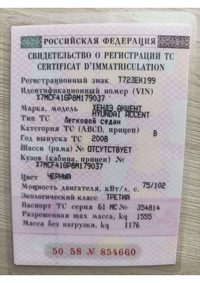 РОССИЙСКАЯ ФЕДЕРАЦИЯ
СВИДЕТЕЛЬСТВО О РЕГИСТРАЦИИ ТС
CERTIFICAT D'IMMATRICULATION
Регистрационный знак Т723ЕК199
Идентификационный номер (VIN)
X7MCF41GP8M179037
Марка, модель ХЕНДЭ АКЦЕНТ
HYUNDAI ACCENT
Тип ТС Легковой седан
Категория ТС (ABCD, прицеп) B
Год выпуска ТС 2008
Шасси (рама) № ОТСУТСТВУЕТ
Кузов (кабина, прицеп) №
X7MCF41GP8M179037
Цвет ЧЕРНЫЙ
Мощность двигателя, кВт/л. с. 75/102
Экологический класс ТРЕТИЙ
Паспорт ТС серия 61 МС № 354814
Разрешенная max масса, kg 1555
Масса без нагрузки, kg 1176
50 58 № 854660